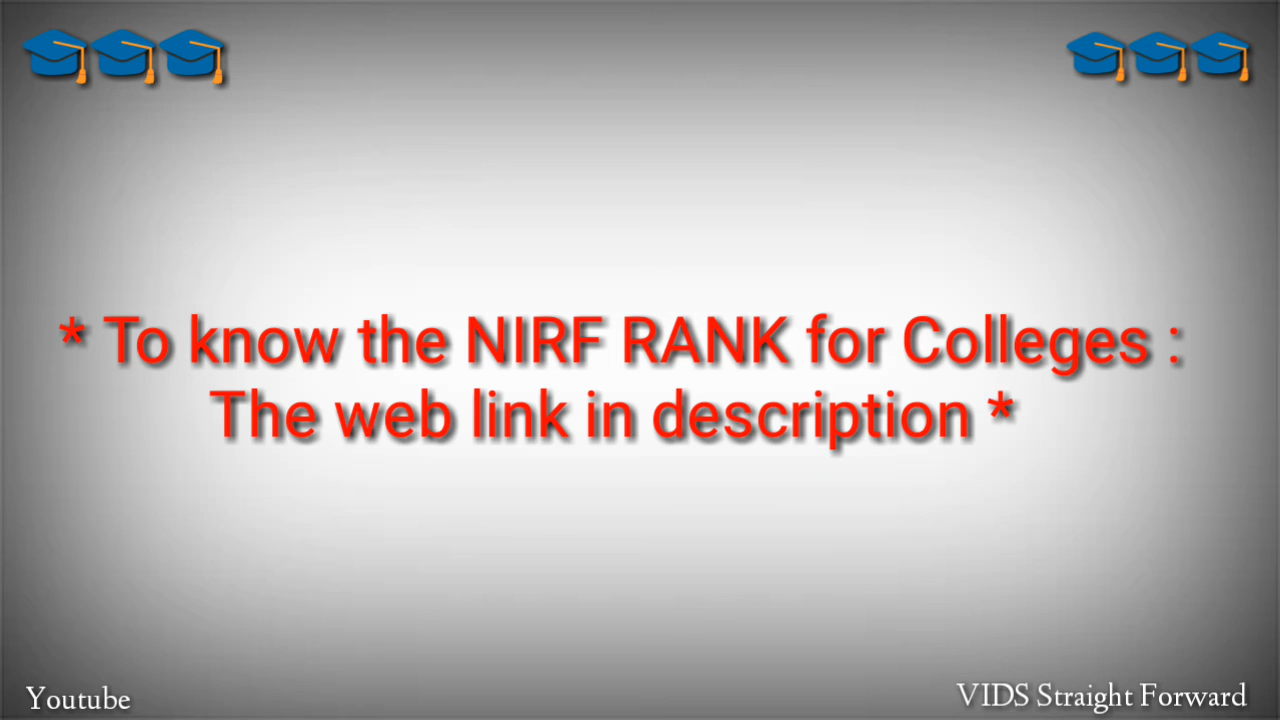 * To know the NIRF RANK for Colleges :
The web link in description *
Youtube
VIDS Straight Forward